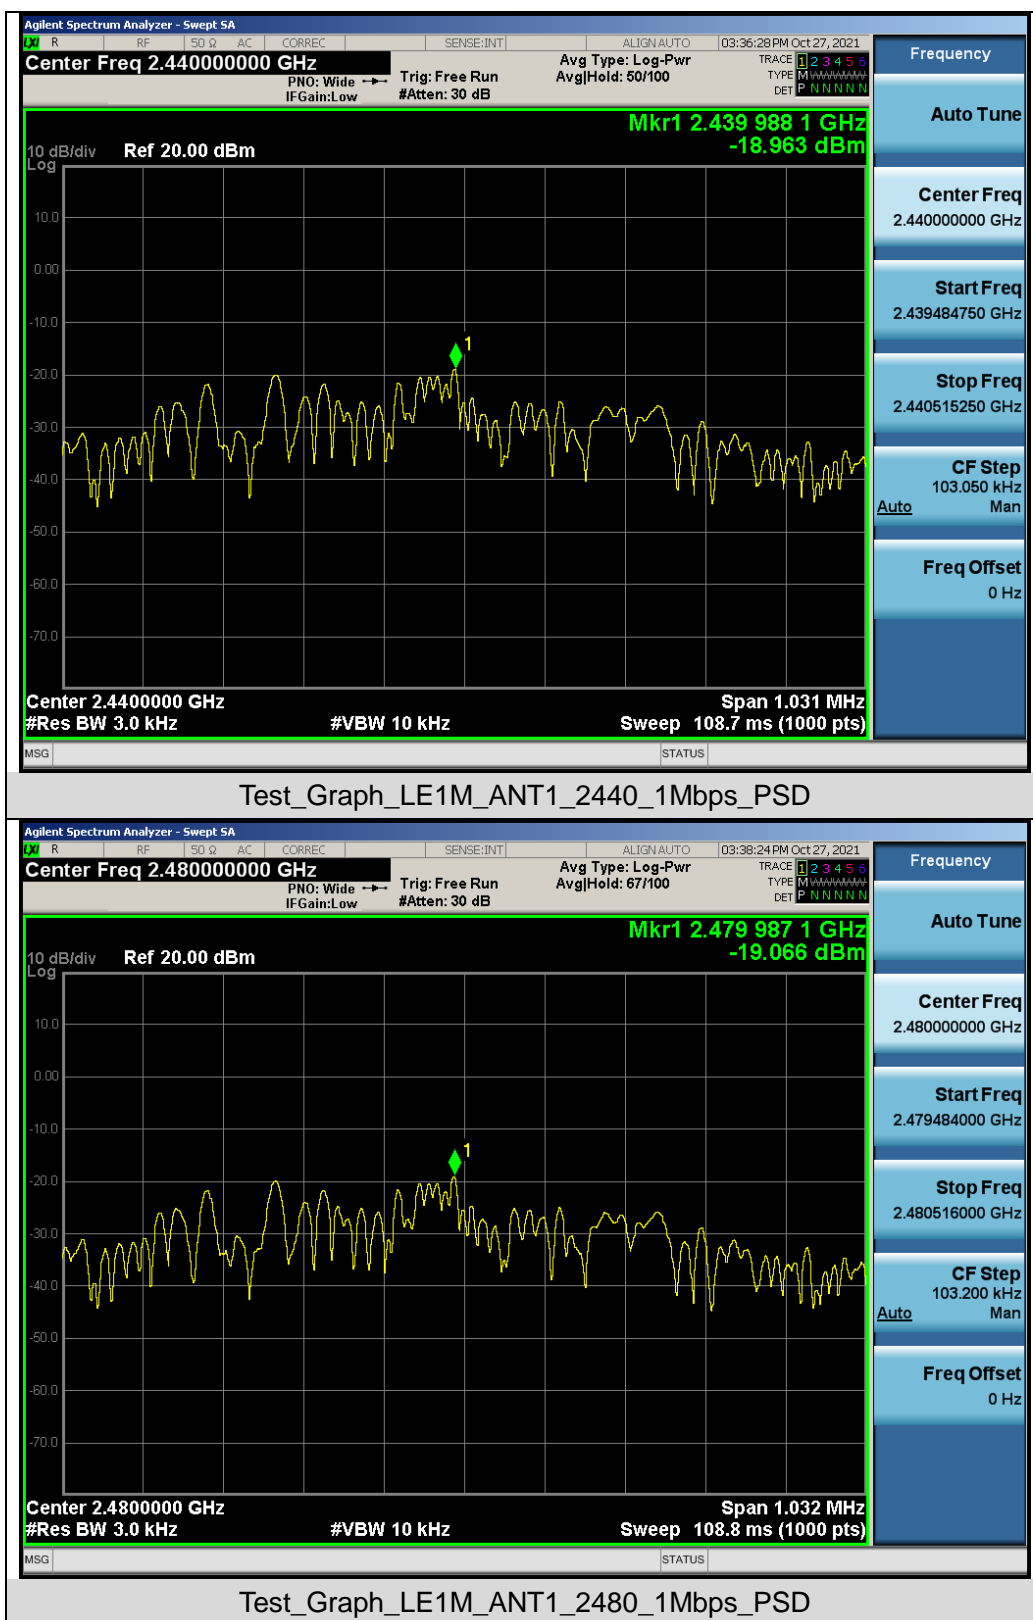 Agilent Spectrum Analyzer - Swept SA
LXI R RF 50 Ω AC CORREC SENSE:INT ALIGNAUTO 03:36:28 PM Oct 27, 2021
Center Freq 2.440000000 GHz Avg Type: Log-Pwr TRACE 1 2 3 4 5 6
PNO: Wide Trig: Free Run Avg|Hold: 50/100 TYPE M
IFGain:Low #Atten: 30 dB DET P N N N N N
Mkr1 2.439 988 1 GHz
-18.963 dBm
10 dB/div Ref 20.00 dBm
Log
10.0
0.00
-10.0
1
-20.0
-30.0
-40.0
-50.0
-60.0
-70.0
Center 2.4400000 GHz Span 1.031 MHz
#Res BW 3.0 kHz #VBW 10 kHz Sweep 108.7 ms (1000 pts)
MSG STATUS
Frequency
Auto Tune
Center Freq
2.440000000 GHz
Start Freq
2.439484750 GHz
Stop Freq
2.440515250 GHz
CF Step
103.050 kHz
Auto Man
Freq Offset
0 Hz
Test_Graph_LE1M_ANT1_2440_1Mbps_PSD
Agilent Spectrum Analyzer - Swept SA
LXI R RF 50 Ω AC CORREC SENSE:INT ALIGNAUTO 03:38:24 PM Oct 27, 2021
Center Freq 2.480000000 GHz Avg Type: Log-Pwr TRACE 1 2 3 4 5 6
PNO: Wide Trig: Free Run Avg|Hold: 67/100 TYPE M
IFGain:Low #Atten: 30 dB DET P N N N N N
Mkr1 2.479 987 1 GHz
-19.066 dBm
10 dB/div Ref 20.00 dBm
Log
10.0
0.00
-10.0
1
-20.0
-30.0
-40.0
-50.0
-60.0
-70.0
Center 2.4800000 GHz Span 1.032 MHz
#Res BW 3.0 kHz #VBW 10 kHz Sweep 108.8 ms (1000 pts)
MSG STATUS
Frequency
Auto Tune
Center Freq
2.480000000 GHz
Start Freq
2.479484000 GHz
Stop Freq
2.480516000 GHz
CF Step
103.200 kHz
Auto Man
Freq Offset
0 Hz
Test_Graph_LE1M_ANT1_2480_1Mbps_PSD